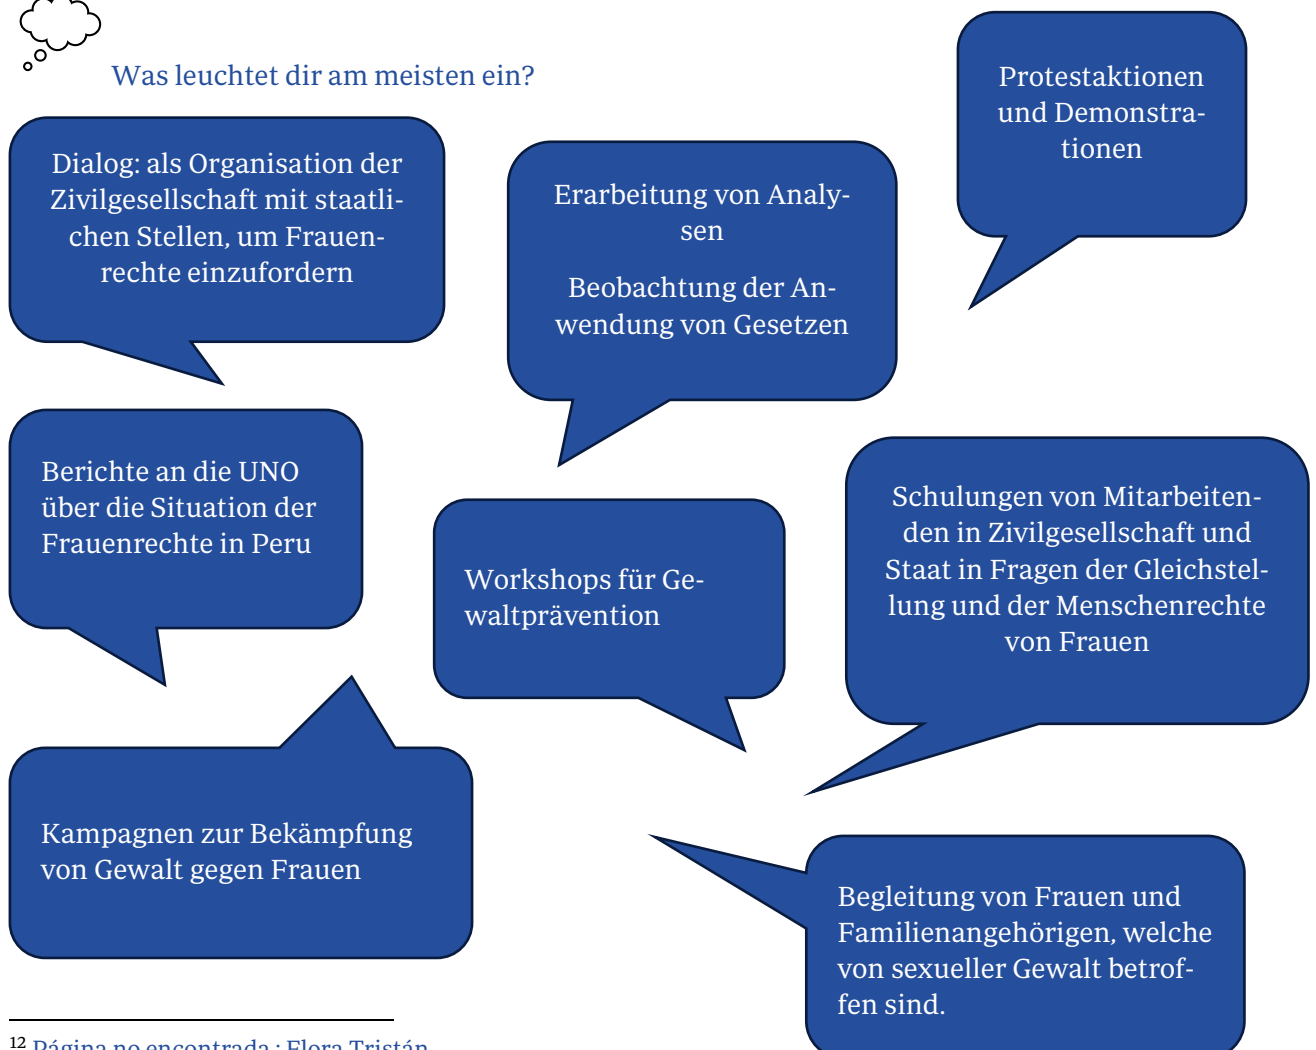 Was leuchtet dir am meisten ein?
Protestaktionen
und Demonstra-
tionen
Dialog: als Organisation der
Zivilgesellschaft mit staatli-
chen Stellen, um Frauen-
rechte einzufordern
Erarbeitung von Analy-
sen
Beobachtung der An-
wendung von Gesetzen
Berichte an die UNO
über die Situation der
Frauenrechte in Peru
Workshops für Ge-
waltprävention
Schulungen von Mitarbeiten-
den in Zivilgesellschaft und
Staat in Fragen der Gleichstel-
lung und der Menschenrechte
von Frauen
Kampagnen zur Bekämpfung
von Gewalt gegen Frauen
Begleitung von Frauen und
Familienangehörigen, welche
von sexueller Gewalt betrof-
fen sind.
12 Página no encontrada : Flora Tristán